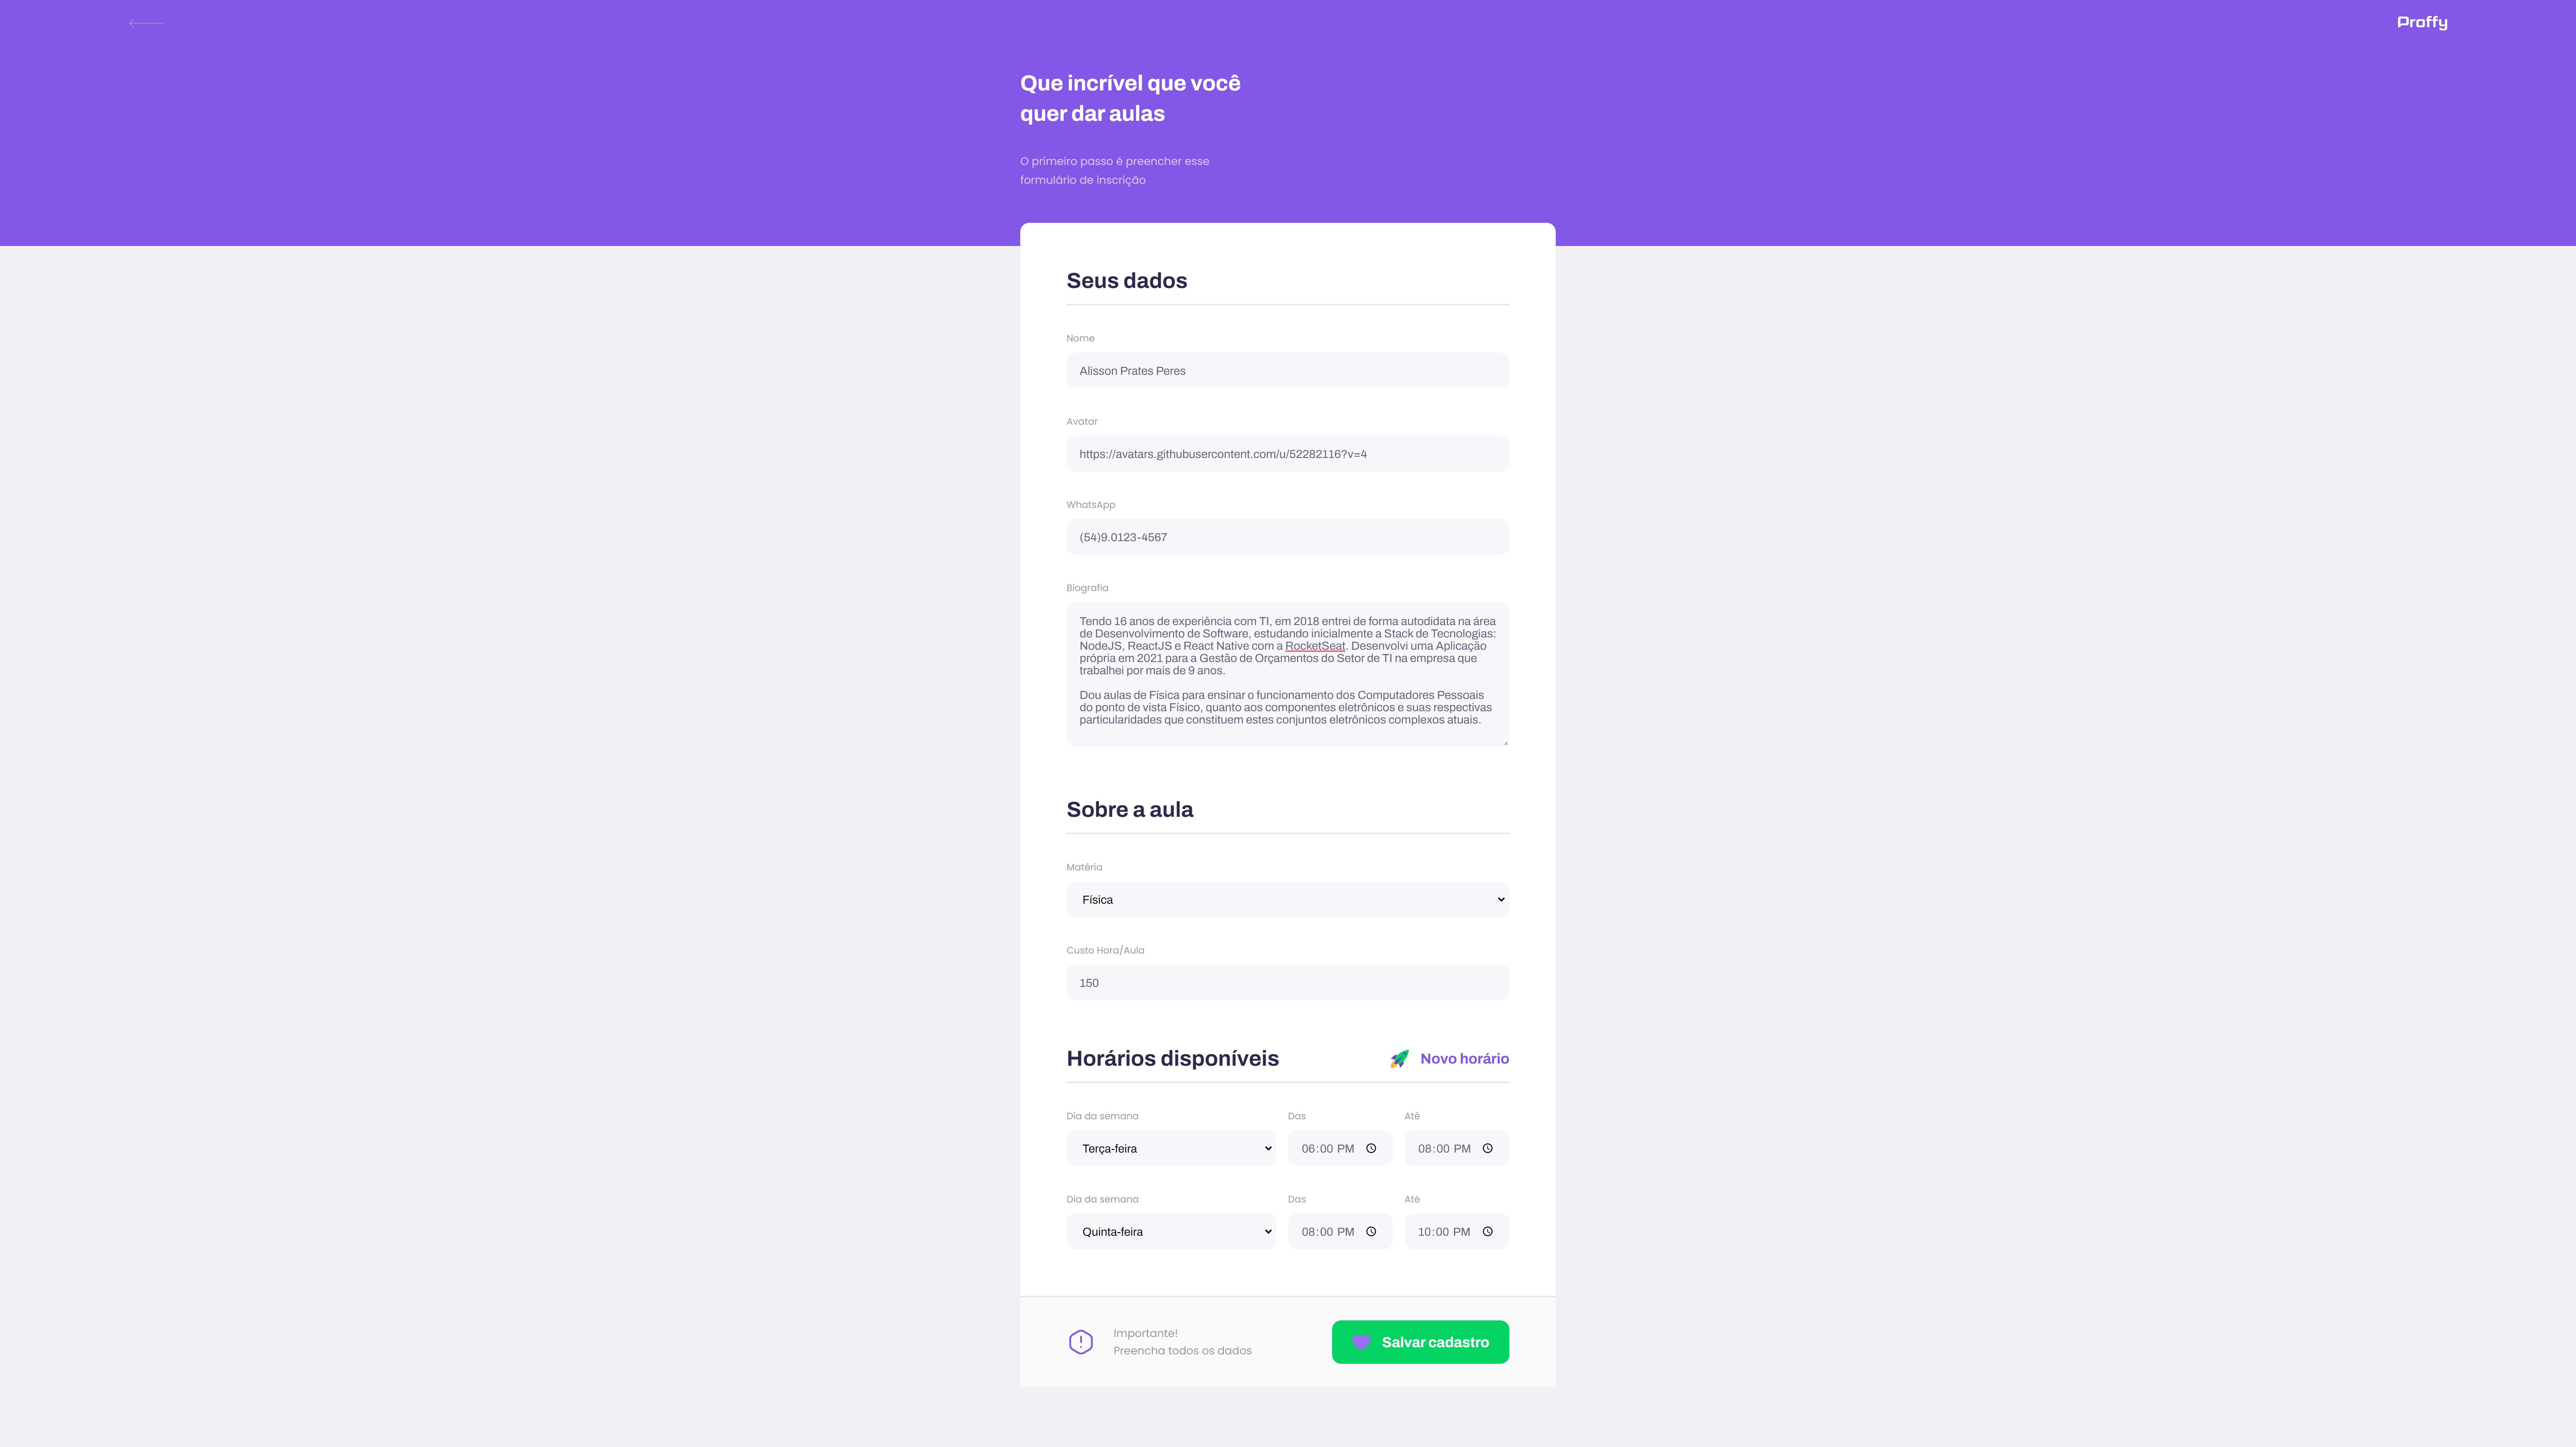 Proffy
Que incrível que você
quer dar aulas
O primeiro passo é preencher esse
formulário de inscrição
Seus dados
Nome
Alisson Prates Peres
Avatar
https://avatars.githubusercontent.com/u/52282116?v=4
WhatsApp
(54)9.0123-4567
Biografia
Tendo 16 anos de experiência com TI, em 2018 entrei de forma autodidata na área
de Desenvolvimento de Software, estudando inicialmente a Stack de Tecnologias:
NodeJS, ReactJS e React Native com a RocketSeat. Desenvolvi uma Aplicação
própria em 2021 para a Gestão de Orçamentos do Setor de TI na empresa que
trabalhei por mais de 9 anos.
Dou aulas de Física para ensinar o funcionamento dos Computadores Pessoais
do ponto de vista Físico, quanto aos componentes eletrônicos e suas respectivas
particularidades que constituem estes conjuntos eletrônicos complexos atuais.
Sobre a aula
Matéria
Física
Custo Hora/Aula
150
Horários disponíveis Novo horário
Dia da semana Das Até
Terça-feira 06:00 PM 08:00 PM
Dia da semana Das Até
Quinta-feira 08:00 PM 10:00 PM
Importante!
Preencha todos os dados
Salvar cadastro